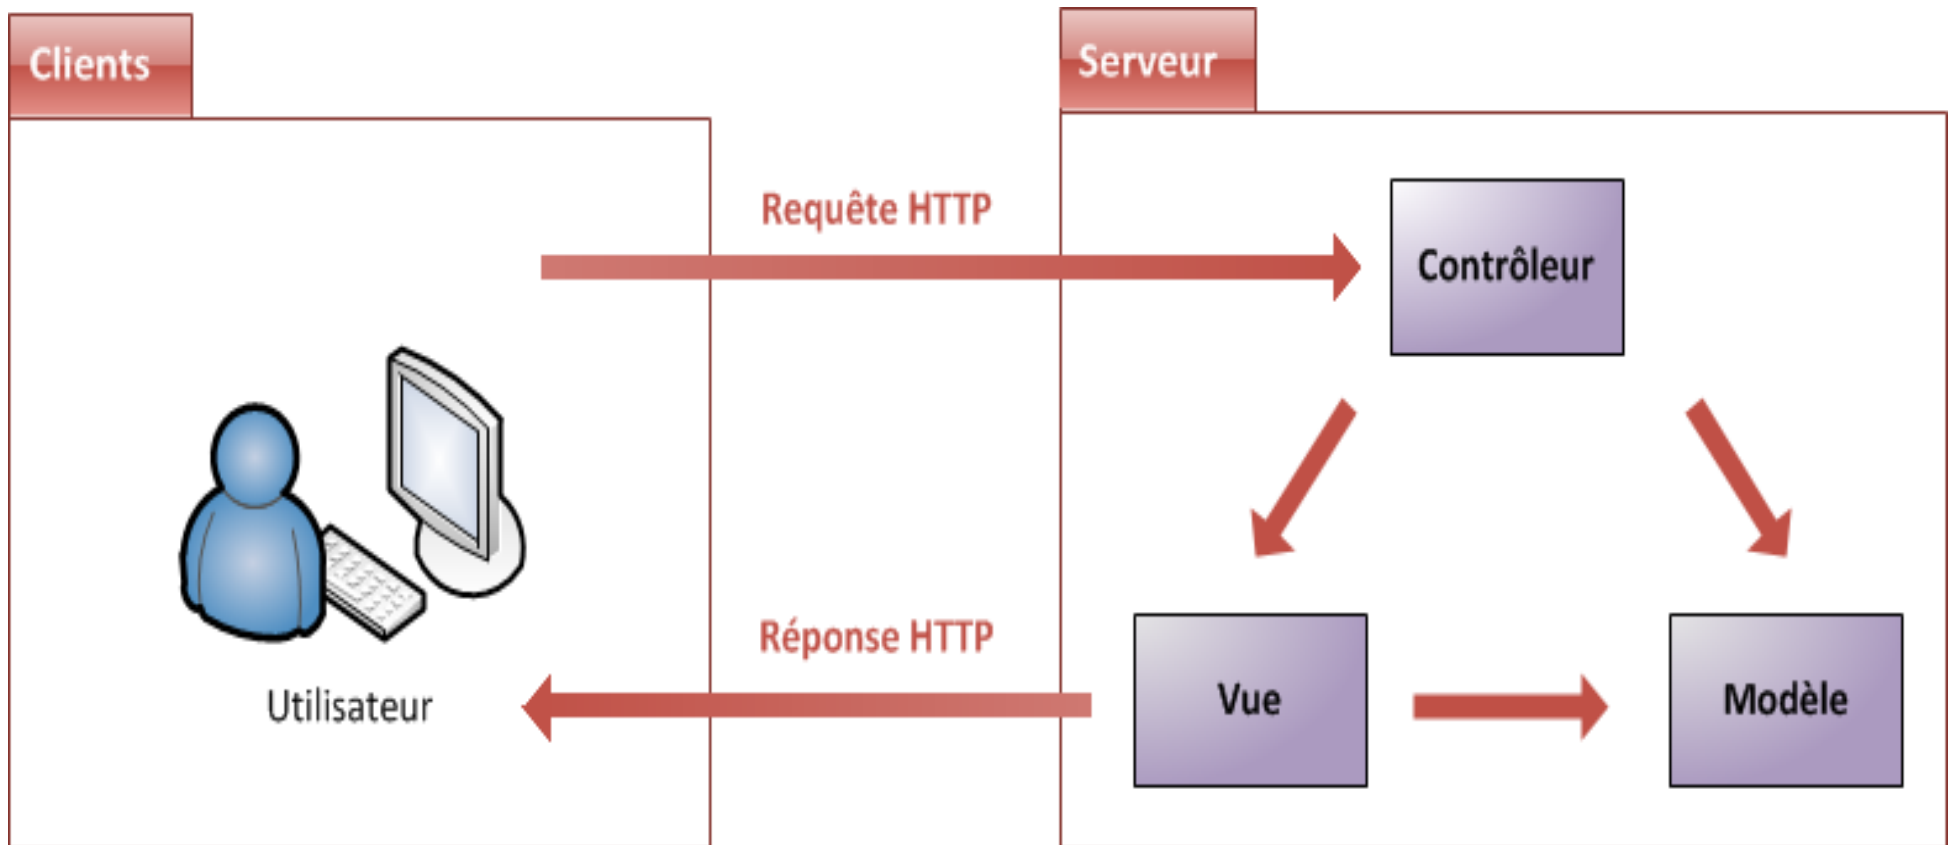 Clients
Serveur
Requête HTTP
Contrôleur
Réponse HTTP
Utilisateur
Vue
Modèle